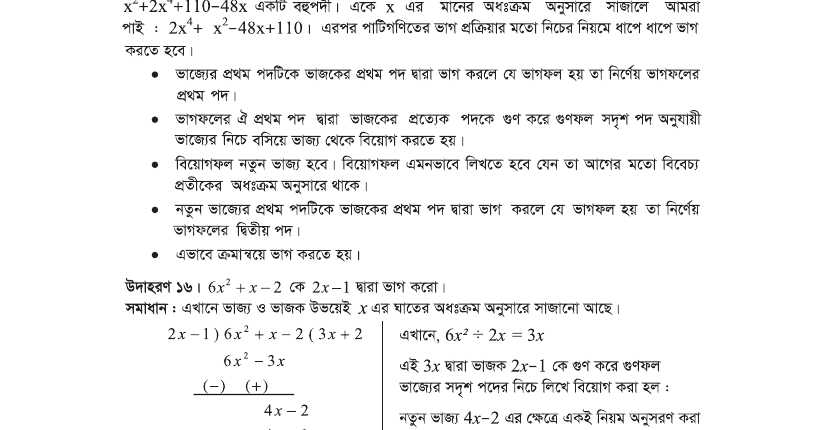 x²+2x⁴+110–48x একটি বহুপদী। একে x এর মানের অধঃক্রম অনুসারে সাজালে আমরা
পাই : 2x⁴+ x²–48x+110। এরপর পাটিগণিতের ভাগ প্রক্রিয়ার মতো নিচের নিয়মে ধাপে ধাপে ভাগ
করতে হবে।
• ভাজ্যের প্রথম পদটিকে ভাজকের প্রথম পদ দ্বারা ভাগ করলে যে ভাগফল হয় তা নির্ণেয় ভাগফলের
প্রথম পদ।
• ভাগফলের ঐ প্রথম পদ দ্বারা ভাজকের প্রত্যেক পদকে গুণ করে গুণফল সদৃশ পদ অনুযায়ী
ভাজ্যের নিচে বসিয়ে ভাজ্য থেকে বিয়োগ করতে হয়।
• বিয়োগফল নতুন ভাজ্য হবে। বিয়োগফল এমনভাবে লিখতে হবে যেন তা আগের মতো বিবেচ্য
প্রতীকের অধঃক্রম অনুসারে থাকে।
• নতুন ভাজ্যের প্রথম পদটিকে ভাজকের প্রথম পদ দ্বারা ভাগ করলে যে ভাগফল হয় তা নির্ণেয়
ভাগফলের দ্বিতীয় পদ।
• এভাবে ক্রমান্বয়ে ভাগ করতে হয়।
উদাহরণ ১৬। 6x² + x – 2 কে 2x–1 দ্বারা ভাগ করো।
সমাধান : এখানে ভাজ্য ও ভাজক উভয়েই x এর ঘাতের অধঃক্রম অনুসারে সাজানো আছে।
2x – 1 ) 6x² + x – 2 ( 3x + 2
6x² – 3x
(–) (+)
4x – 2
এখানে, 6x² ÷ 2x = 3x
এই 3x দ্বারা ভাজক 2x–1 কে গুণ করে গুণফল
ভাজ্যের সদৃশ পদের নিচে লিখে বিয়োগ করা হল :
নতুন ভাজ্য 4x–2 এর ক্ষেত্রে একই নিয়ম অনুসরণ করা